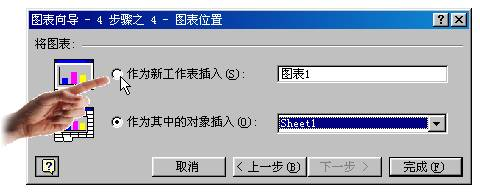 图表向导 - 4 步骤之 4 - 图表位置
将图表:
作为新工作表插入(S): 图表1
作为其中的对象插入(O): Sheet1
取消 < 上一步(B) 下一步 > 完成(F)